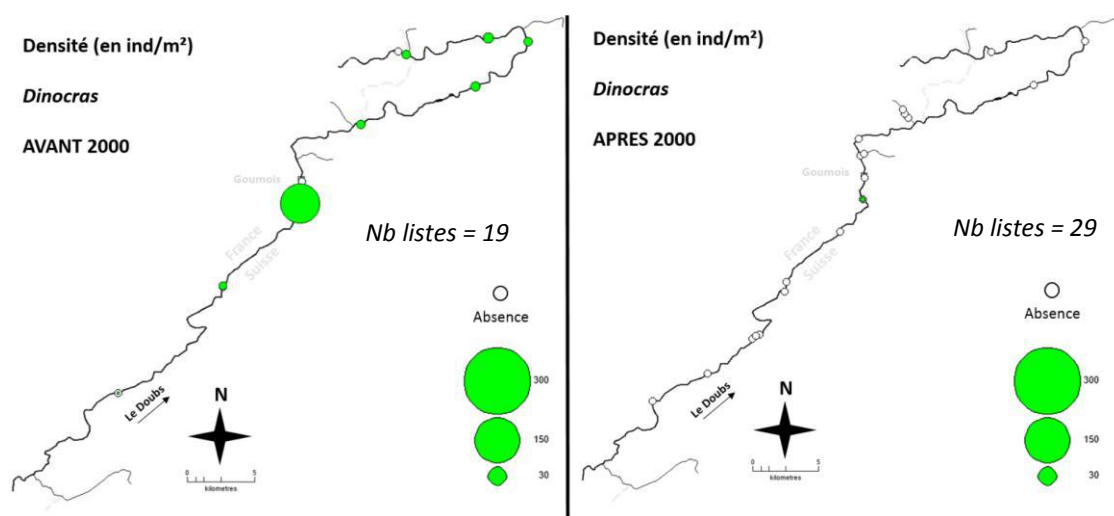 Densité (en ind/m²)
Dinocras
AVANT 2000
Goumois
France
Suisse
Nb listes = 19
Absence
300
150
30
Le Doubs
N
0 5
kilometres
Densité (en ind/m²)
Dinocras
APRES 2000
Goumois
France
Suisse
Nb listes = 29
Absence
300
150
30
Le Doubs
N
0 5
kilometres